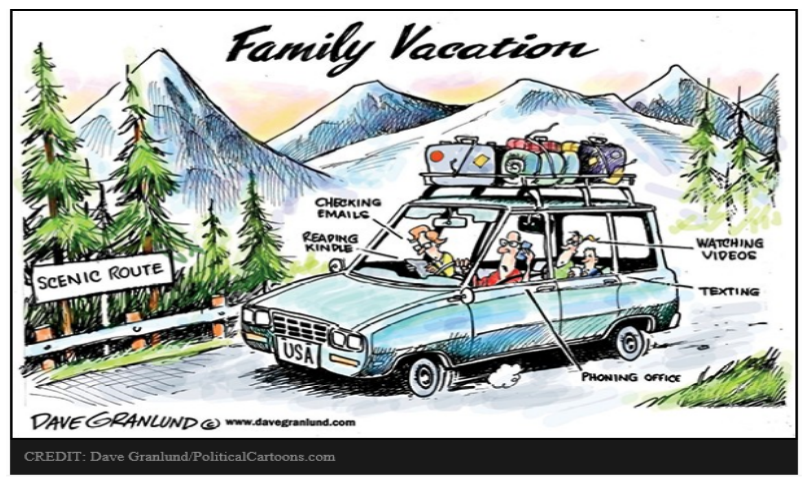 Family Vacation
CHECKING
EMAILS
READING
KINDLE
SCENIC ROUTE
WATCHING
VIDEOS
TEXTING
USA
PHONING OFFICE
DAVE GRANLUND © www.davegranlund.com
CREDIT: Dave Granlund/PoliticalCartoons.com